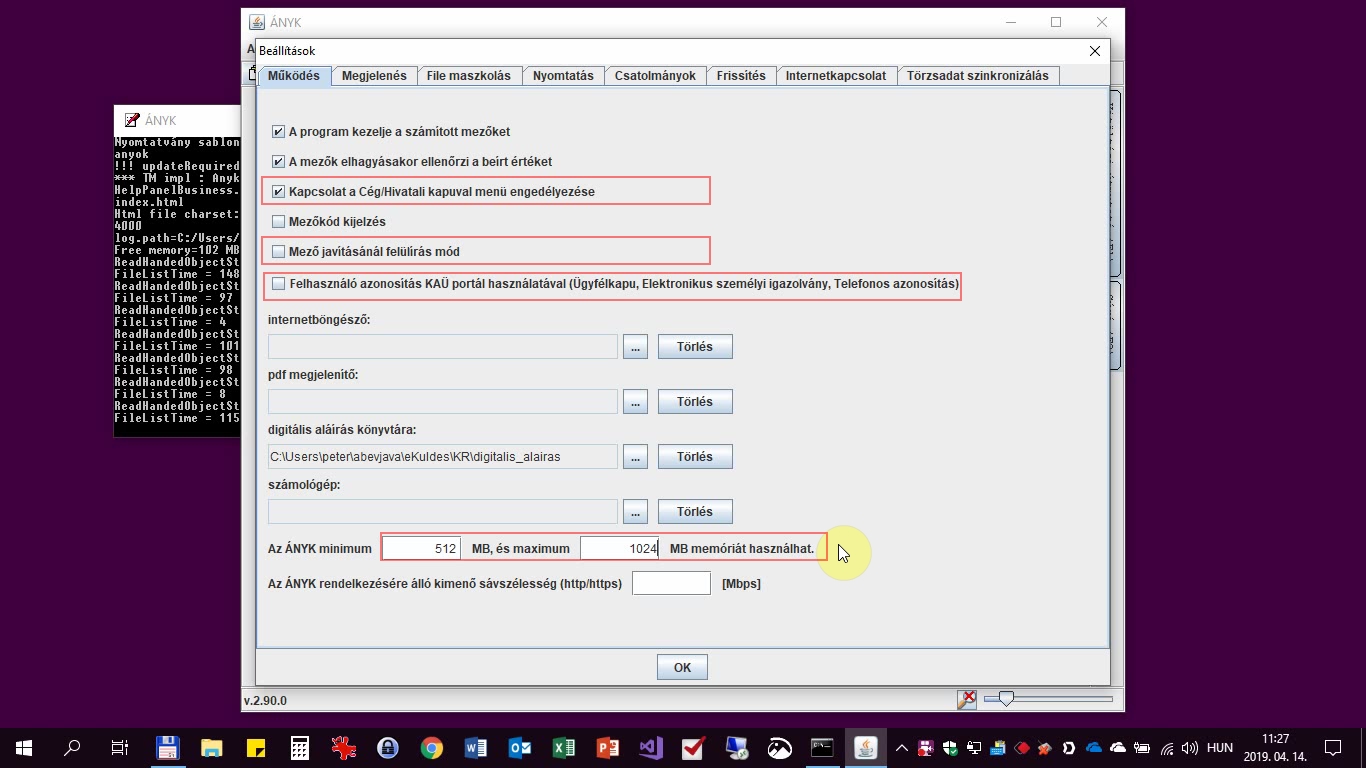 ÁNYK
Beállítások
Működés Megjelenés File maszkolás Nyomtatás Csatolmányok Frissítés Internetkapcsolat Törzsadat szinkronizálás
A program kezelje a számított mezőket
A mezők elhagyásakor ellenőrzi a beírt értéket
Kapcsolat a Cég/Hivatali kapuval menü engedélyezése
Mezőkód kijelzés
Mező javításánál felülírás mód
Felhasználó azonosítás KAÜ portál használatával (Ügyfélkapu, Elektronikus személyi igazolvány, Telefonos azonosítás)
internetböngésző:
... Törlés
pdf megjelenítő:
... Törlés
digitális aláírás könyvtára:
C:\Users\peter\abevjava\eKuldes\KR\digitalis_alairas ... Törlés
számológép:
... Törlés
Az ÁNYK minimum 512 MB, és maximum 1024 MB memóriát használhat.
Az ÁNYK rendelkezésére álló kimenő sávszélesség (http/https) [Mbps]
OK
v.2.90.0
ÁNYK
Nyomtatvány sablon
anyok
!!! updateRequired
*** TM impl : Anyk
HelpPanelBusiness.
index.html
Html file charset:
4000
log.path=C:/Users/
Free memory=102 MB
ReadHandedObjectSt
FileListTime = 148
ReadHandedObjectSt
FileListTime = 97
ReadHandedObjectSt
FileListTime = 4
ReadHandedObjectSt
FileListTime = 101
ReadHandedObjectSt
FileListTime = 98
ReadHandedObjectSt
FileListTime = 8
ReadHandedObjectSt
FileListTime = 115
HUN
11:27
2019. 04. 14.